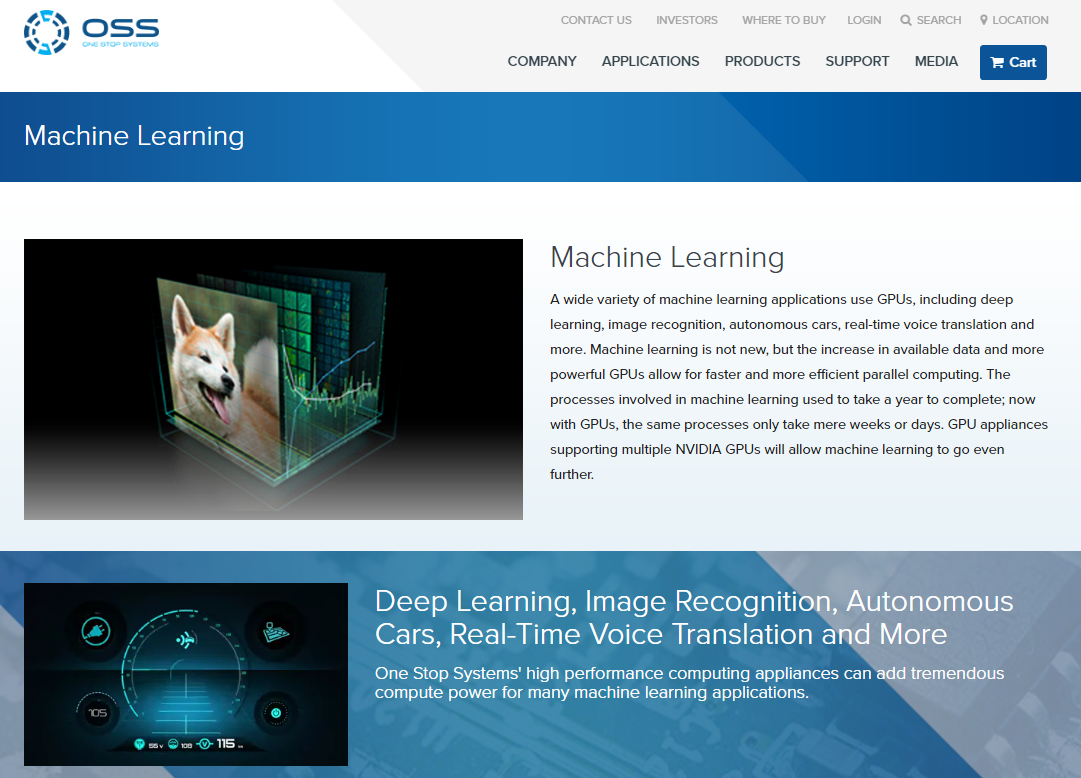 OSS
ONE STOP SYSTEMS
CONTACT US INVESTORS WHERE TO BUY LOGIN SEARCH LOCATION
COMPANY APPLICATIONS PRODUCTS SUPPORT MEDIA Cart
Machine Learning
Machine Learning
A wide variety of machine learning applications use GPUs, including deep
learning, image recognition, autonomous cars, real-time voice translation and
more. Machine learning is not new, but the increase in available data and more
powerful GPUs allow for faster and more efficient parallel computing. The
processes involved in machine learning used to take a year to complete; now
with GPUs, the same processes only take mere weeks or days. GPU appliances
supporting multiple NVIDIA GPUs will allow machine learning to go even
further.
105
115
Deep Learning, Image Recognition, Autonomous
Cars, Real-Time Voice Translation and More
One Stop Systems' high performance computing appliances can add tremendous
compute power for many machine learning applications.